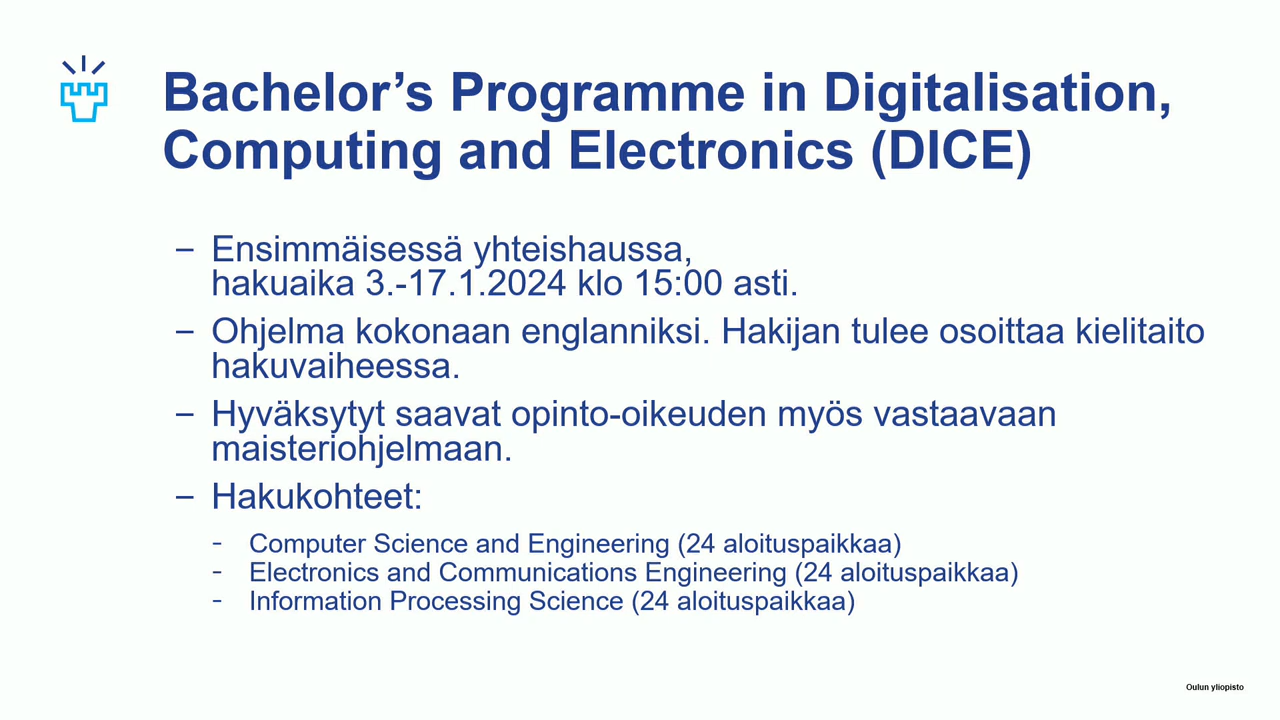 Bachelor’s Programme in Digitalisation,
Computing and Electronics (DICE)
– Ensimmäisessä yhteishaussa,
hakuaika 3.-17.1.2024 klo 15:00 asti.
– Ohjelma kokonaan englanniksi. Hakijan tulee osoittaa kielitaito
hakuvaiheessa.
– Hyväksytyt saavat opinto-oikeuden myös vastaavaan
maisteriohjelmaan.
– Hakukohteet:
- Computer Science and Engineering (24 aloituspaikkaa)
- Electronics and Communications Engineering (24 aloituspaikkaa)
- Information Processing Science (24 aloituspaikkaa)
Oulun yliopisto